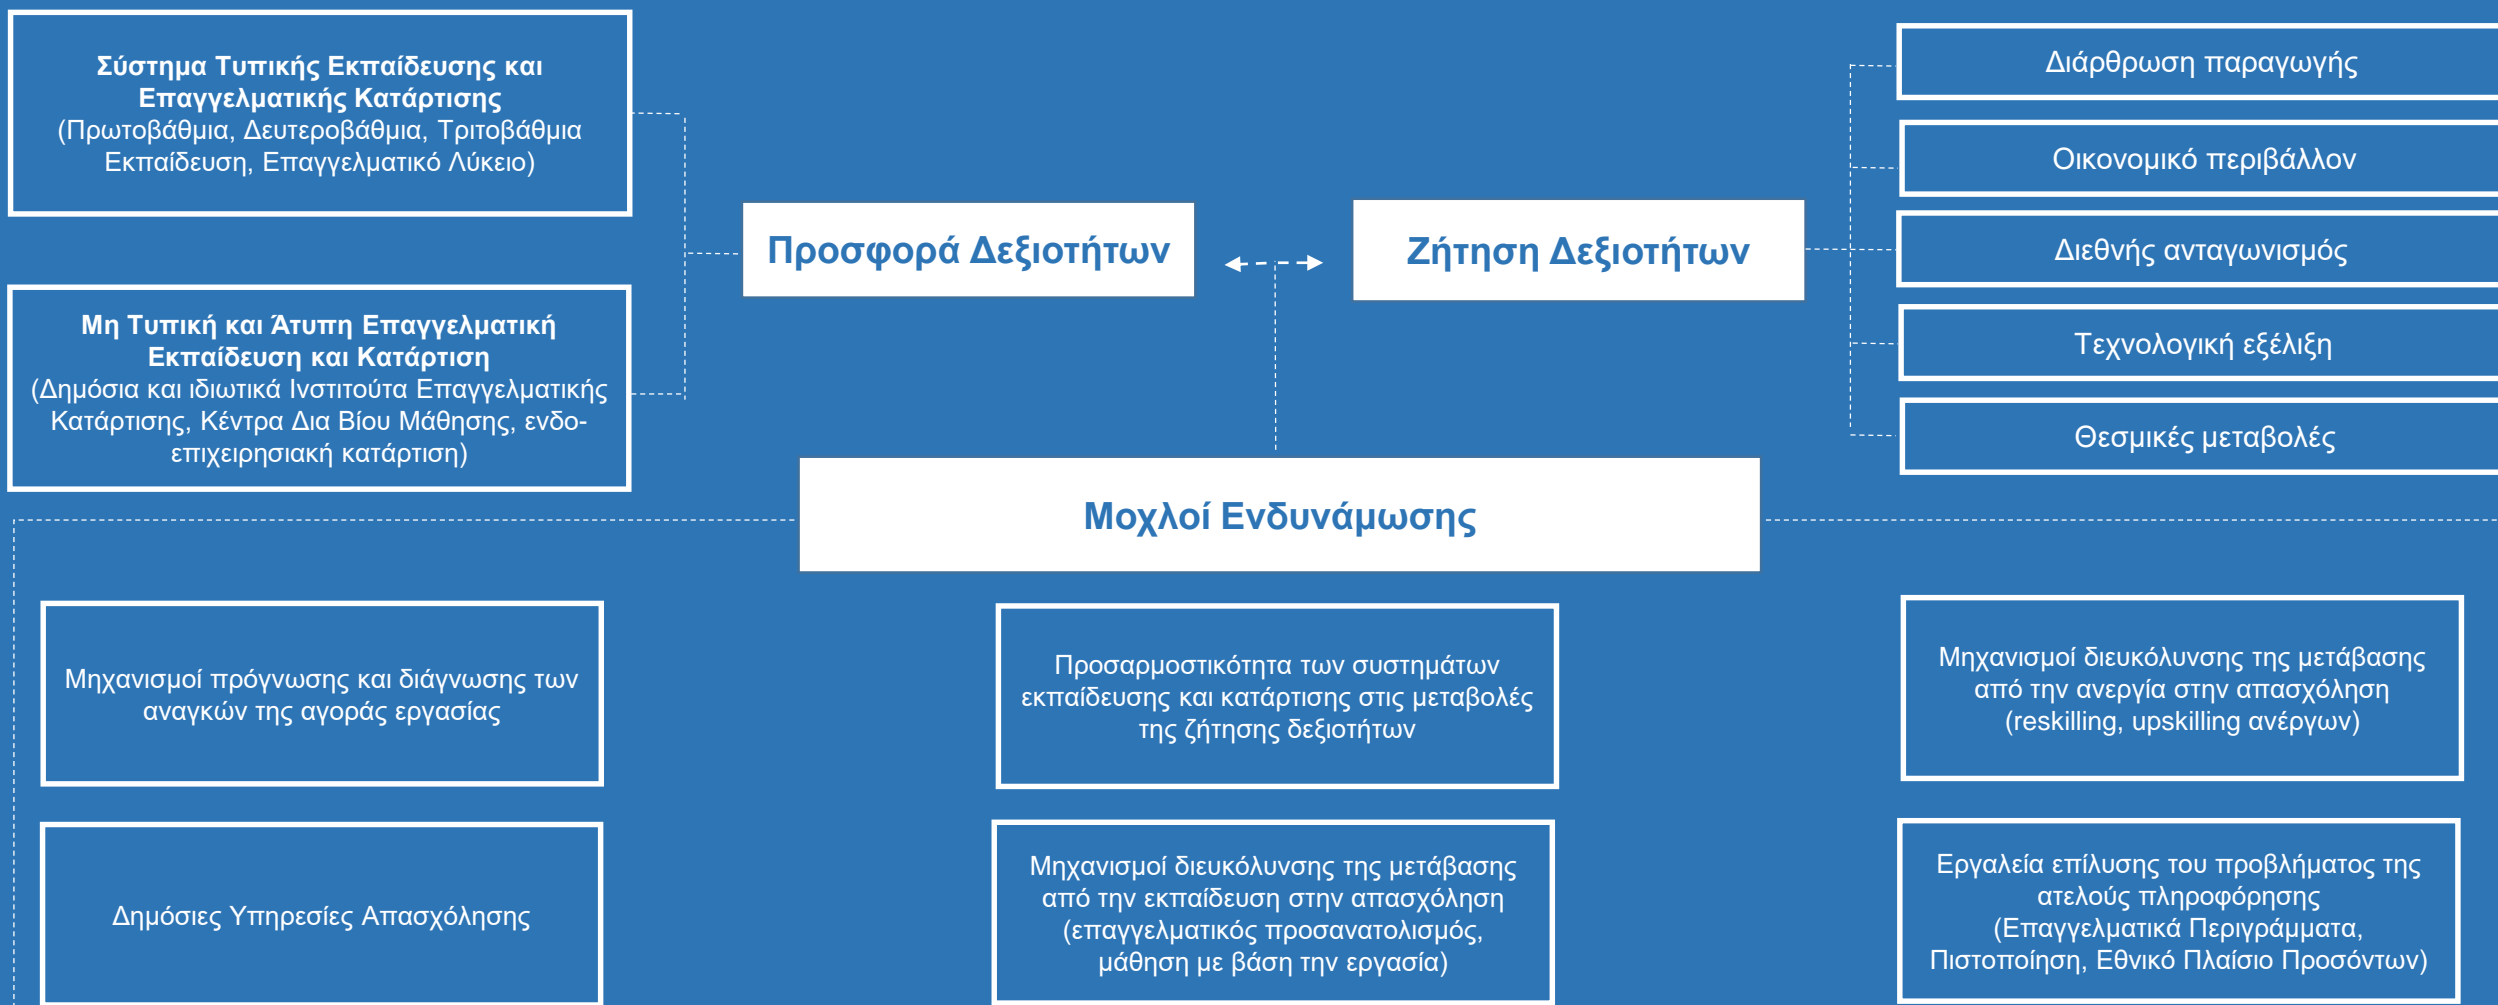 Σύστημα Τυπικής Εκπαίδευσης και
Επαγγελματικής Κατάρτισης
(Πρωτοβάθμια, Δευτεροβάθμια, Τριτοβάθμια
Εκπαίδευση, Επαγγελματικό Λύκειο)
Μη Τυπική και Άτυπη Επαγγελματική
Εκπαίδευση και Κατάρτιση
(Δημόσια και ιδιωτικά Ινστιτούτα Επαγγελματικής
Κατάρτισης, Κέντρα Δια Βίου Μάθησης, ενδο-
επιχειρησιακή κατάρτιση)
Προσφορά Δεξιοτήτων
Ζήτηση Δεξιοτήτων
Διάρθρωση παραγωγής
Οικονομικό περιβάλλον
Διεθνής ανταγωνισμός
Τεχνολογική εξέλιξη
Θεσμικές μεταβολές
Μοχλοί Ενδυνάμωσης
Μηχανισμοί πρόγνωσης και διάγνωσης των
αναγκών της αγοράς εργασίας
Προσαρμοστικότητα των συστημάτων
εκπαίδευσης και κατάρτισης στις μεταβολές
της ζήτησης δεξιοτήτων
Μηχανισμοί διευκόλυνσης της μετάβασης
από την ανεργία στην απασχόληση
(reskilling, upskilling ανέργων)
Δημόσιες Υπηρεσίες Απασχόλησης
Μηχανισμοί διευκόλυνσης της μετάβασης
από την εκπαίδευση στην απασχόληση
(επαγγελματικός προσανατολισμός,
μάθηση με βάση την εργασία)
Εργαλεία επίλυσης του προβλήματος της
ατελούς πληροφόρησης
(Επαγγελματικά Περιγράμματα,
Πιστοποίηση, Εθνικό Πλαίσιο Προσόντων)